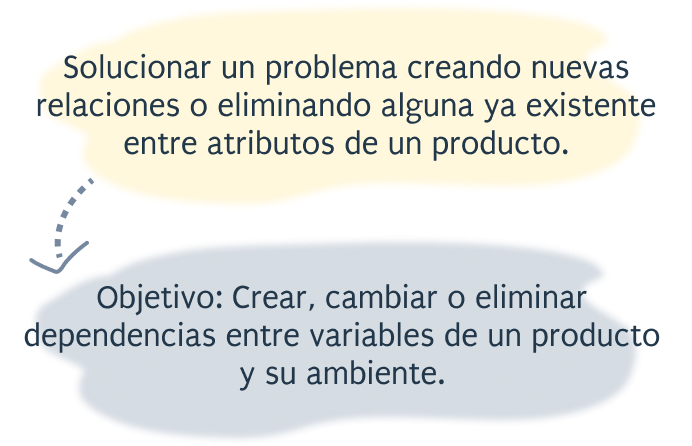 Solucionar un problema creando nuevas
relaciones o eliminando alguna ya existente
entre atributos de un producto.
Objetivo: Crear, cambiar o eliminar
dependencias entre variables de un producto
y su ambiente.